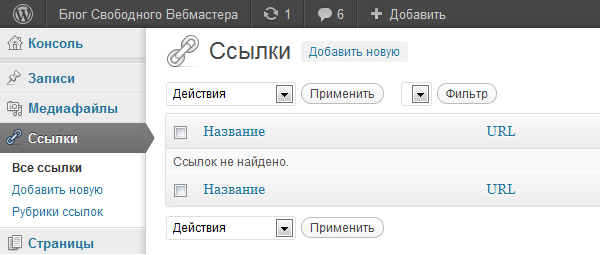 Блог Свободного Вебмастера 1 6 Добавить
Консоль
Записи
Медиафайлы
Ссылки
Все ссылки
Добавить новую
Рубрики ссылок
Страницы
Ссылки Добавить новую
Действия Применить Фильтр
Название URL
Ссылок не найдено.
Название URL
Действия Применить